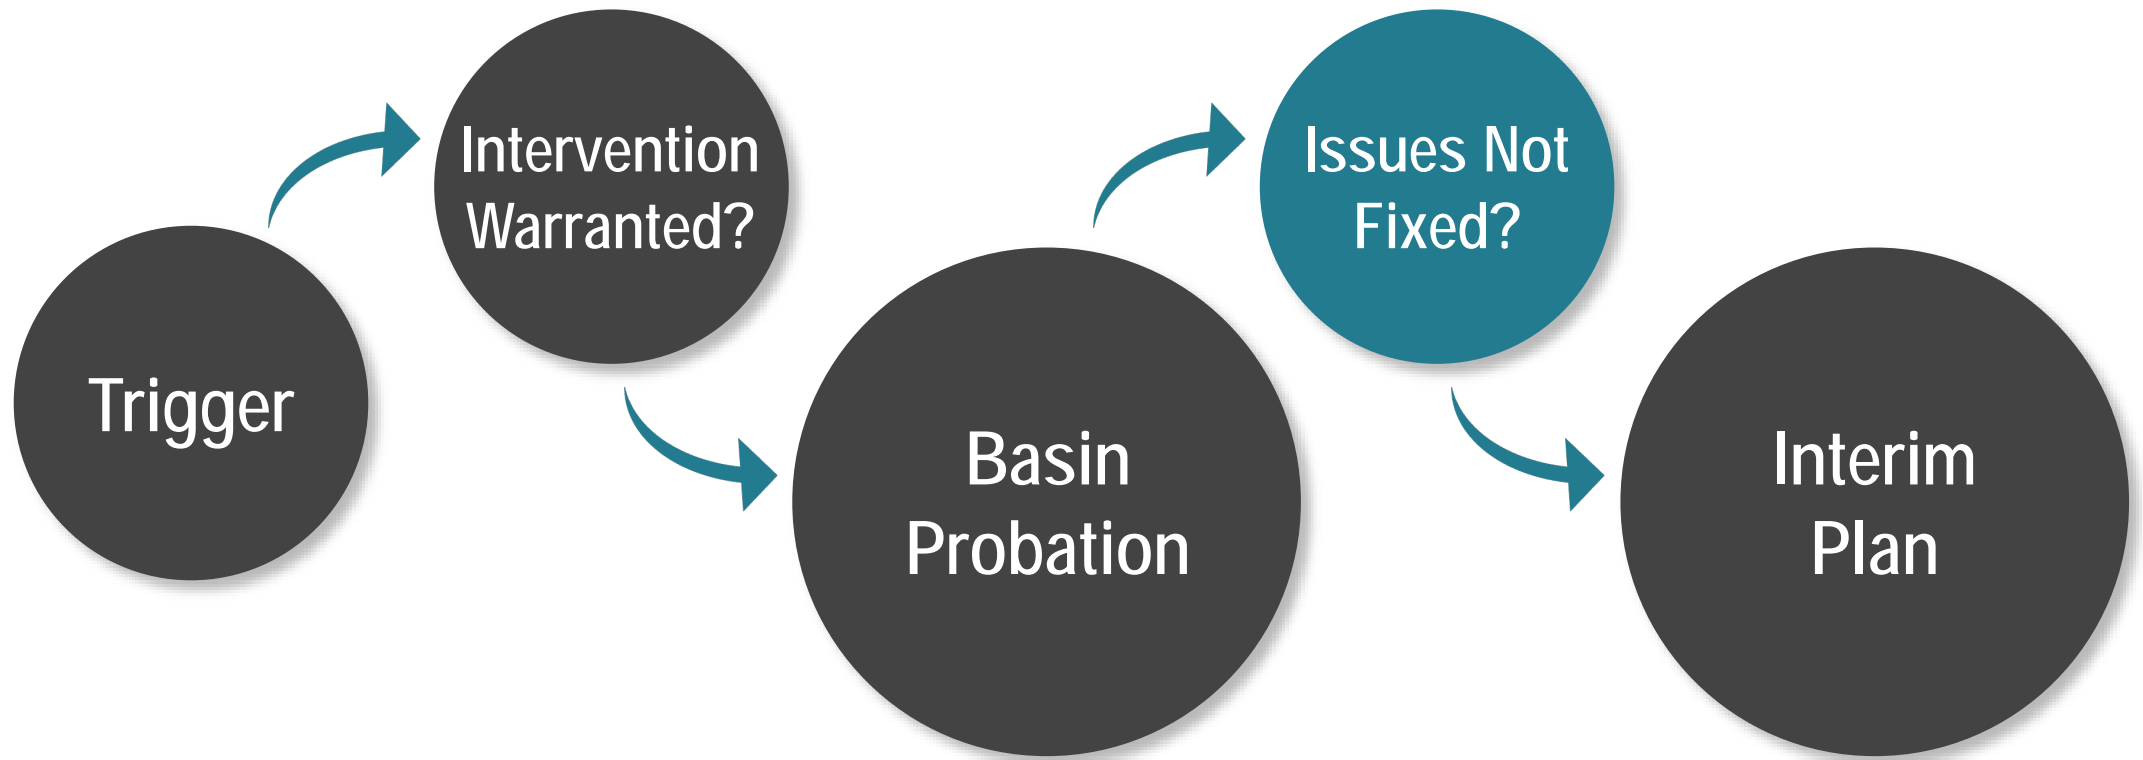 Trigger
Intervention
Warranted?
Basin
Probation
Issues Not
Fixed?
Interim
Plan